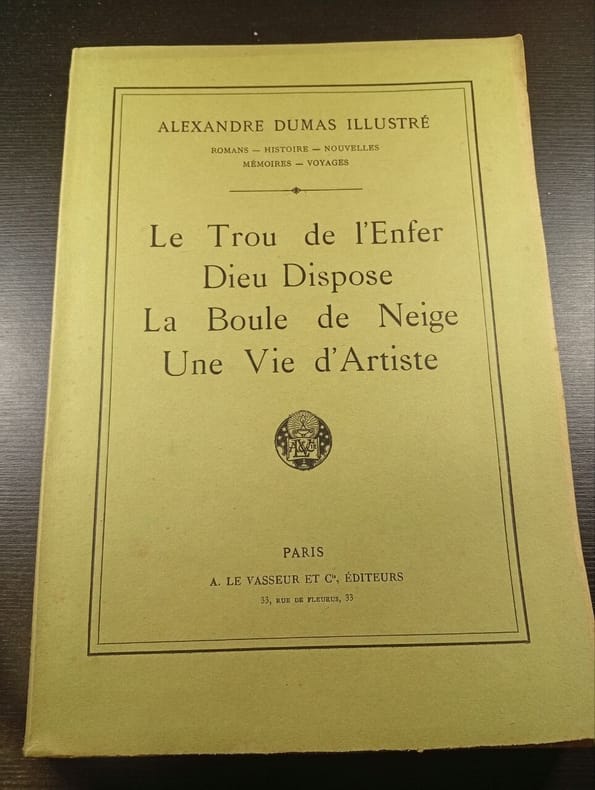 ALEXANDRE DUMAS ILLUSTRÉ
ROMANS — HISTOIRE — NOUVELLES
MÉMOIRES — VOYAGES
Le Trou de l'Enfer
Dieu Dispose
La Boule de Neige
Une Vie d'Artiste
PARIS
A. LE VASSEUR ET Cie, ÉDITEURS
33, RUE DE FLEURUS, 33